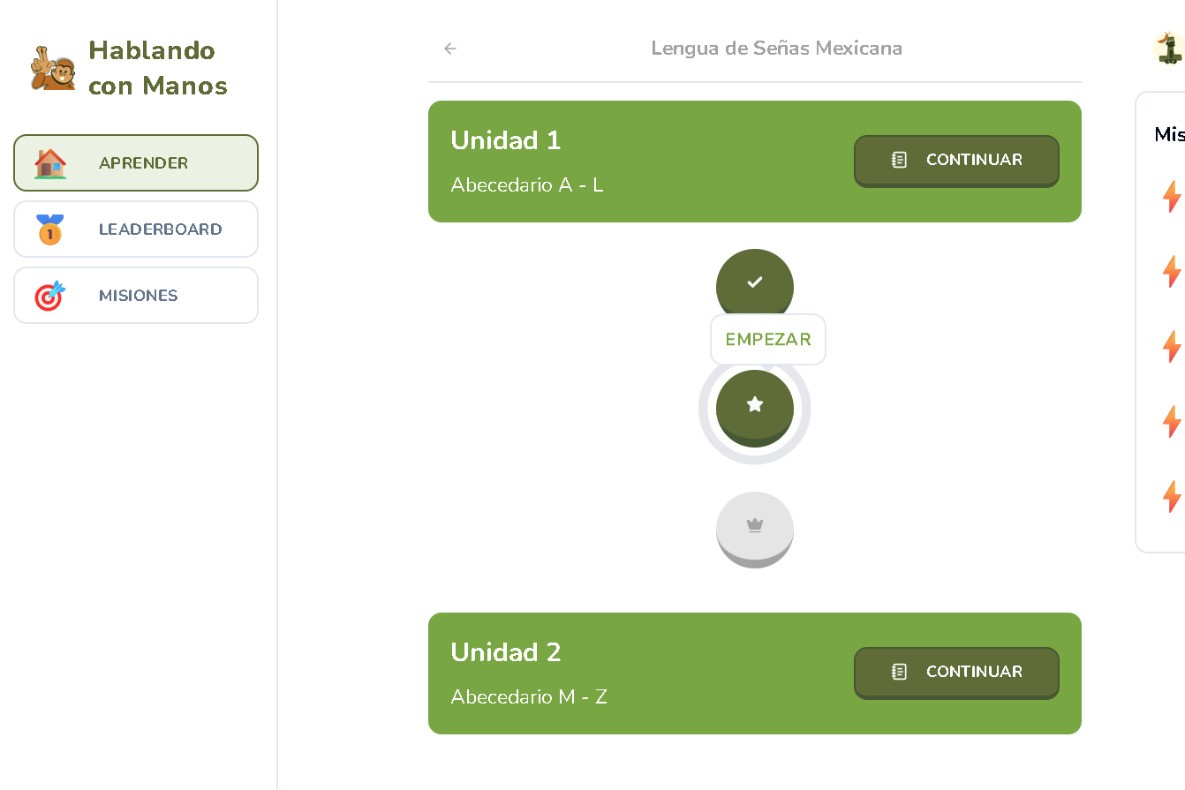 Hablando
con Manos
APRENDER
LEADERBOARD
MISIONES
Lengua de Señas Mexicana
Unidad 1
Abecedario A - L
CONTINUAR
EMPEZAR
Unidad 2
Abecedario M - Z
CONTINUAR
Mis
1